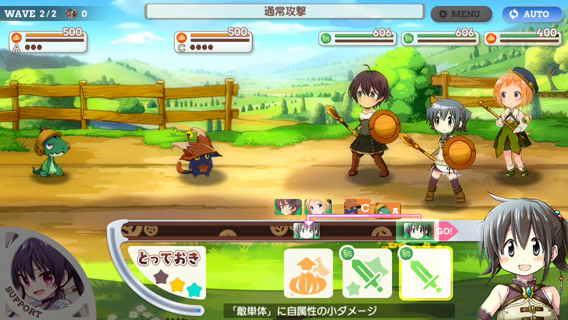 WAVE 2/2 0
通常攻撃
MENU
AUTO
500
A
500
C
606
606
400
C
A
GO!
とっておき
SUPPORT
「敵単体」に自属性の小ダメージ